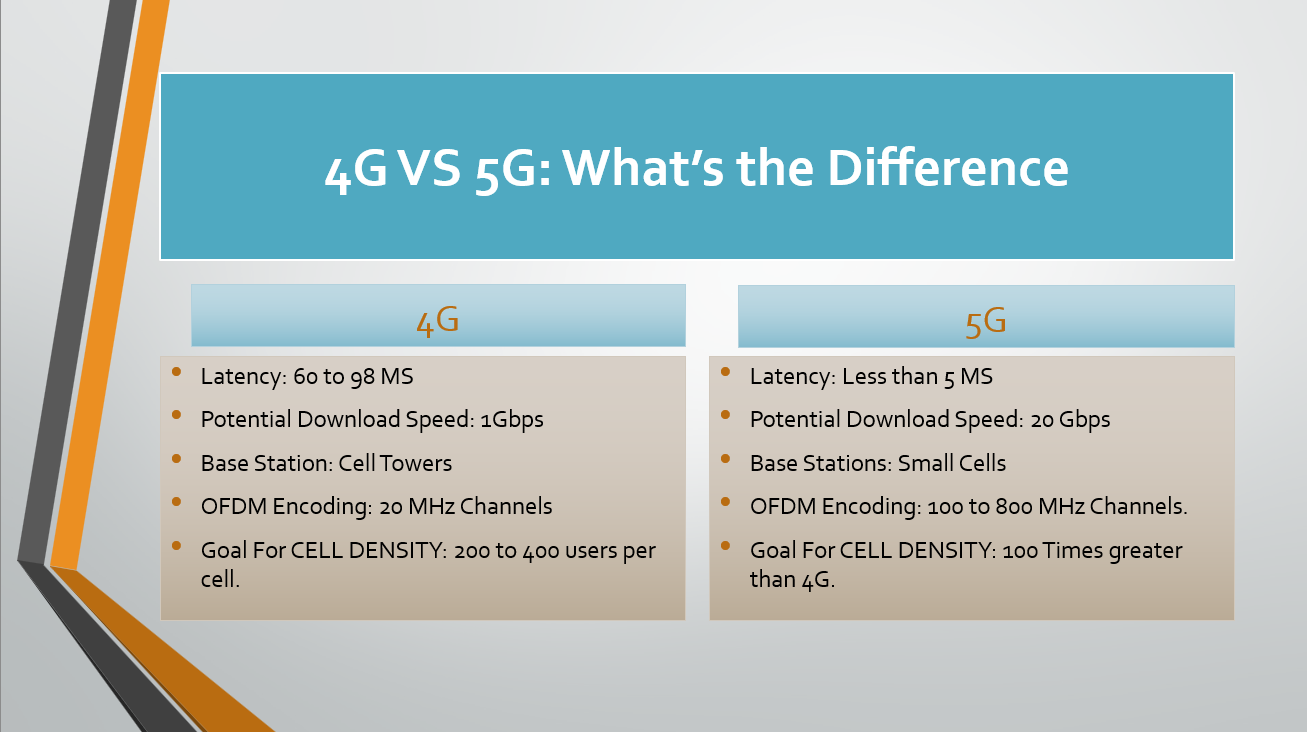 4G VS 5G: What’s the Difference
4G
Latency: 60 to 98 MS
Potential Download Speed: 1Gbps
Base Station: Cell Towers
OFDM Encoding: 20 MHz Channels
Goal For CELL DENSITY: 200 to 400 users per
cell.
5G
Latency: Less than 5 MS
Potential Download Speed: 20 Gbps
Base Stations: Small Cells
OFDM Encoding: 100 to 800 MHz Channels.
Goal For CELL DENSITY: 100 Times greater
than 4G.